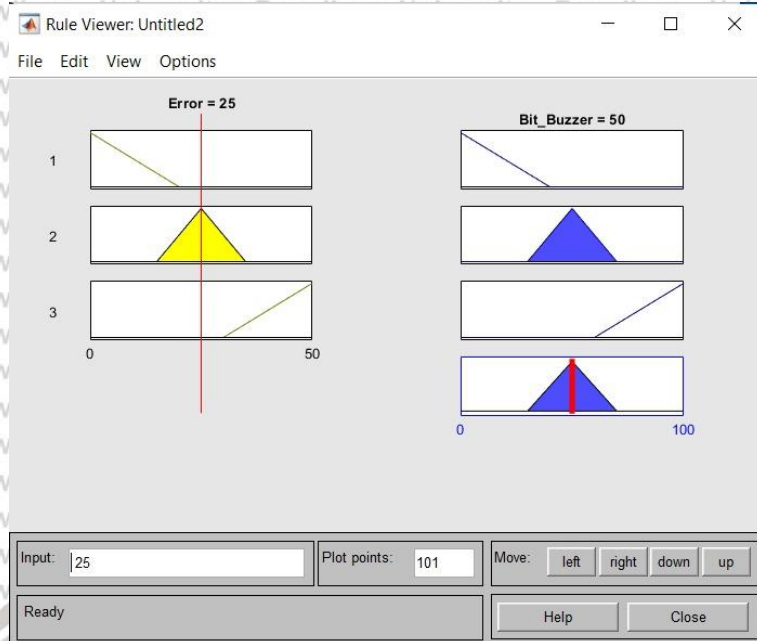 Rule Viewer: Untitled2
File Edit View Options
Error = 25
Bit_Buzzer = 50
1
2
3
0 50
0 100
Input: 25 Plot points: 101 Move: left right down up
Ready Help Close